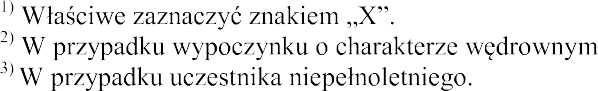 1) Właściwe zaznaczyć znakiem „X”.
2) W przypadku wypoczynku o charakterze wędrownym
3) W przypadku uczestnika niepełnoletniego.